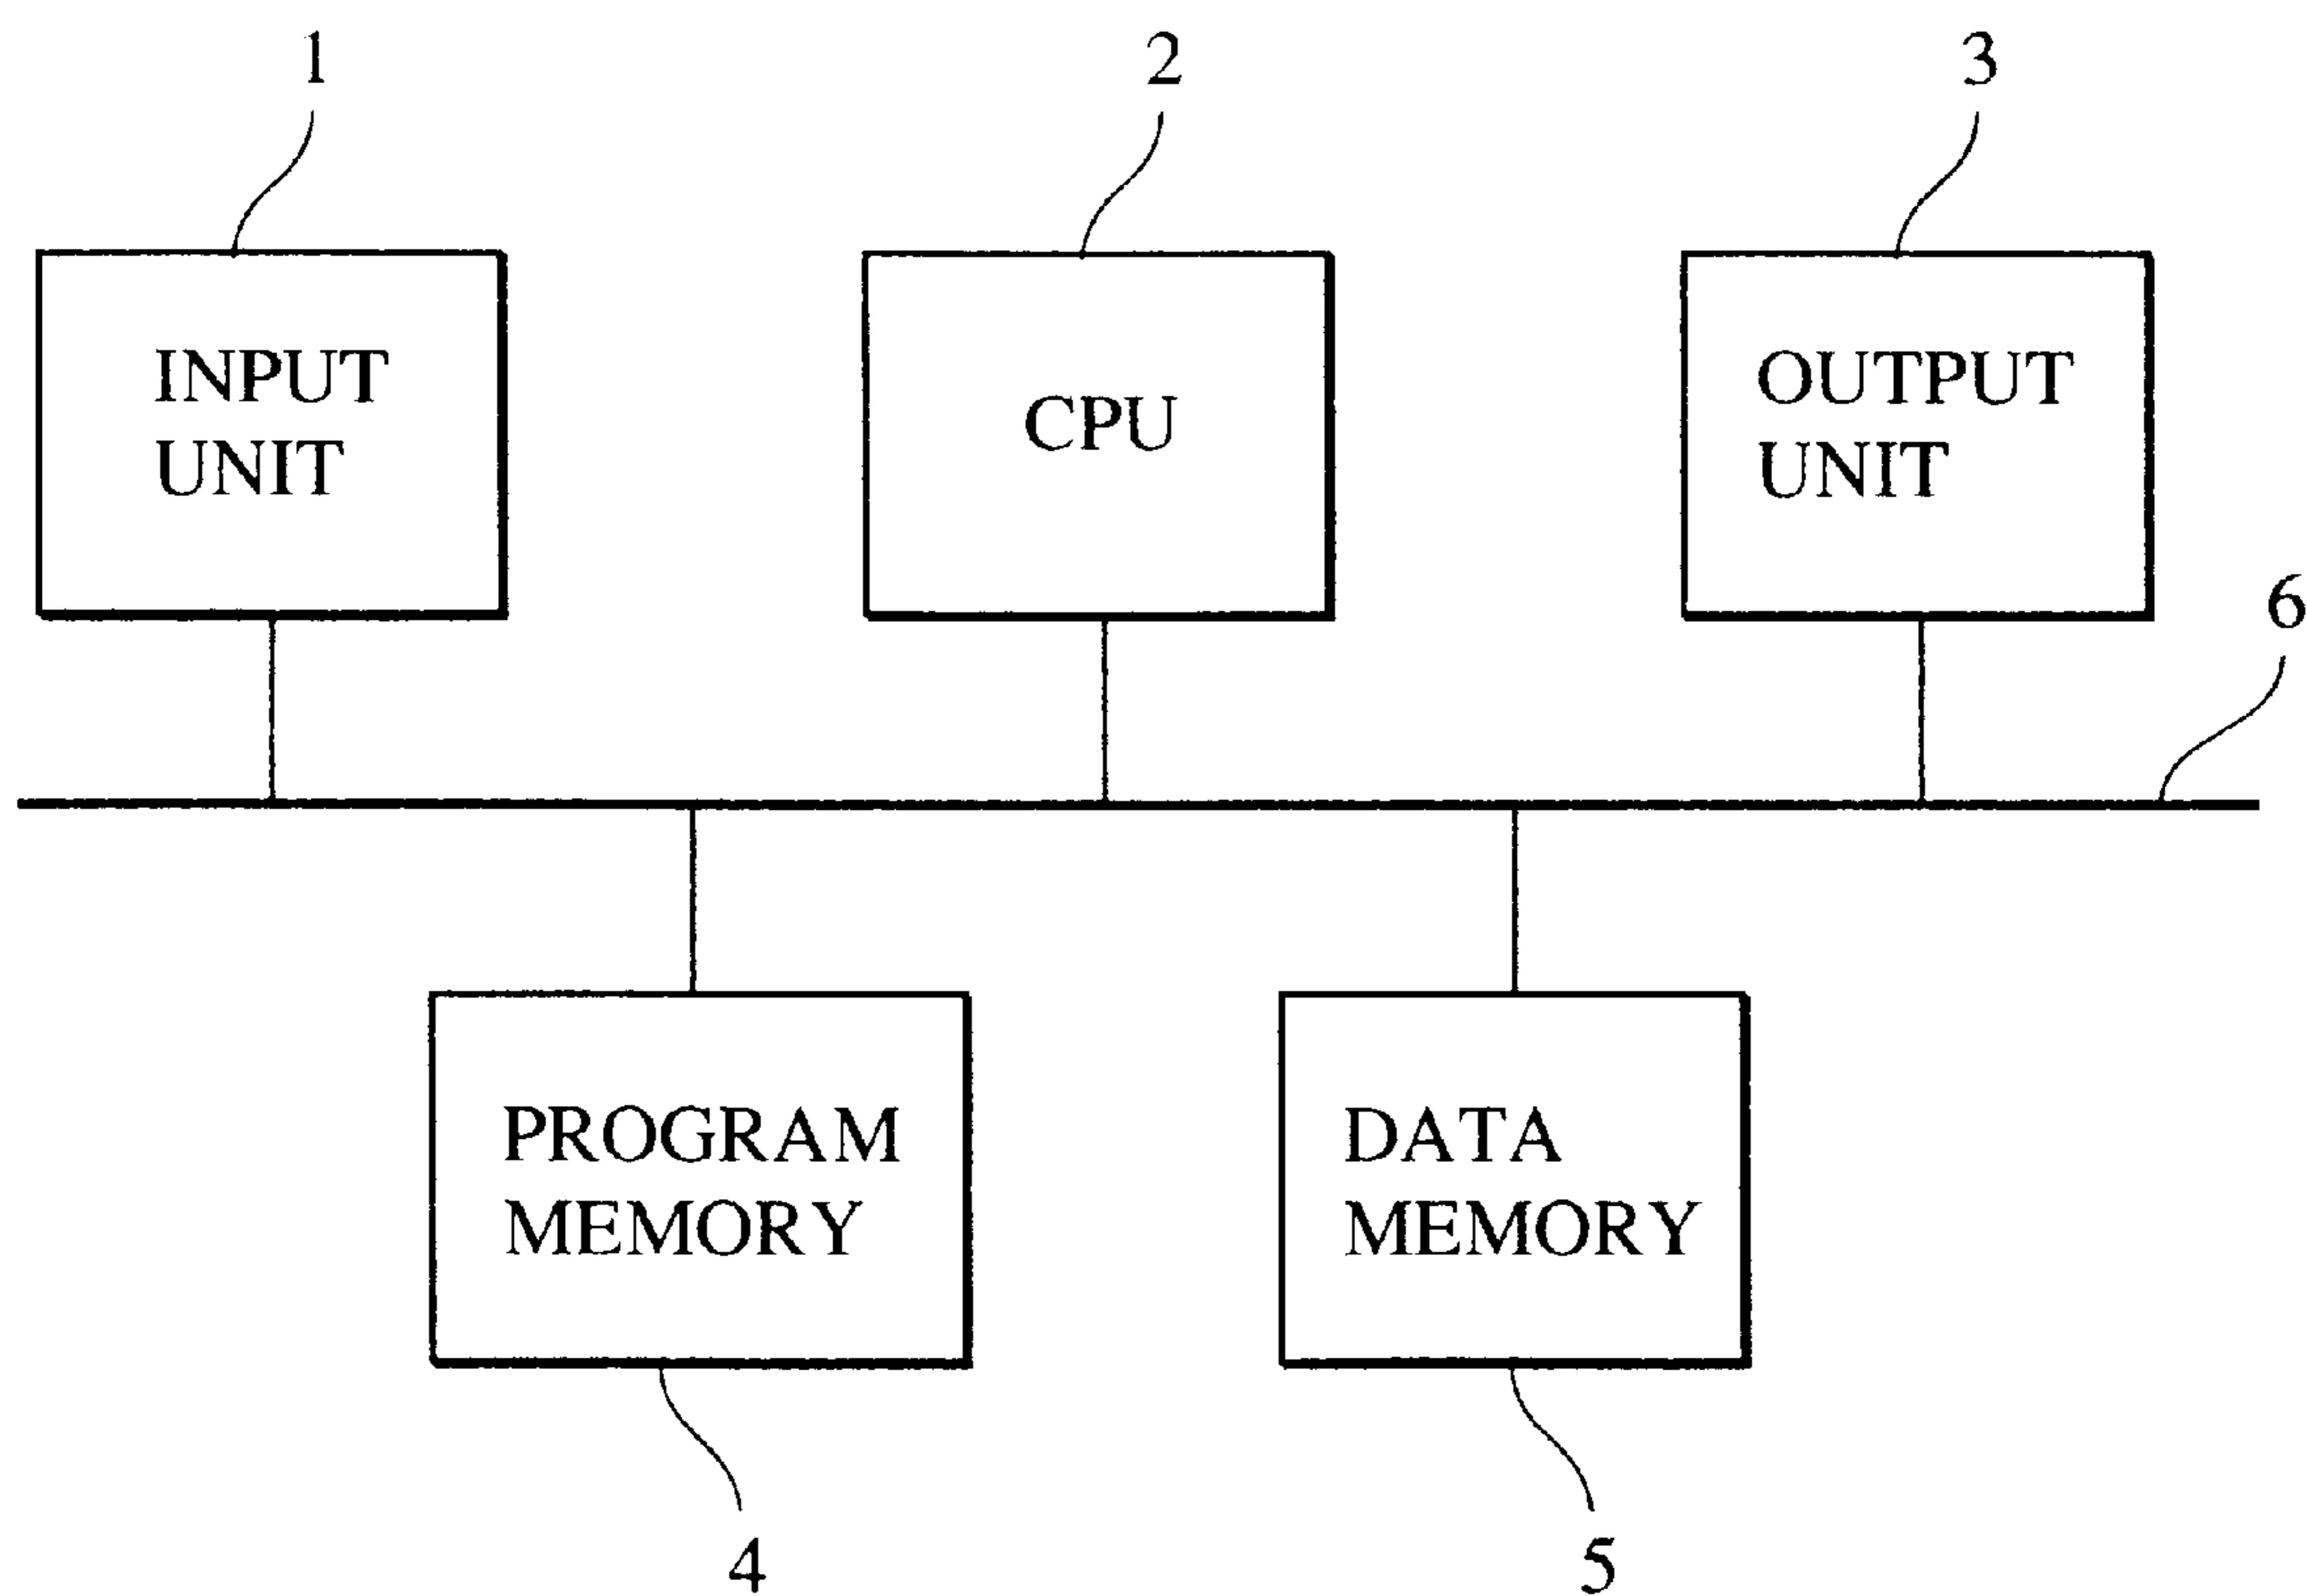 1
2
3
INPUT
UNIT
CPU
OUTPUT
UNIT
6
PROGRAM
MEMORY
DATA
MEMORY
4
5